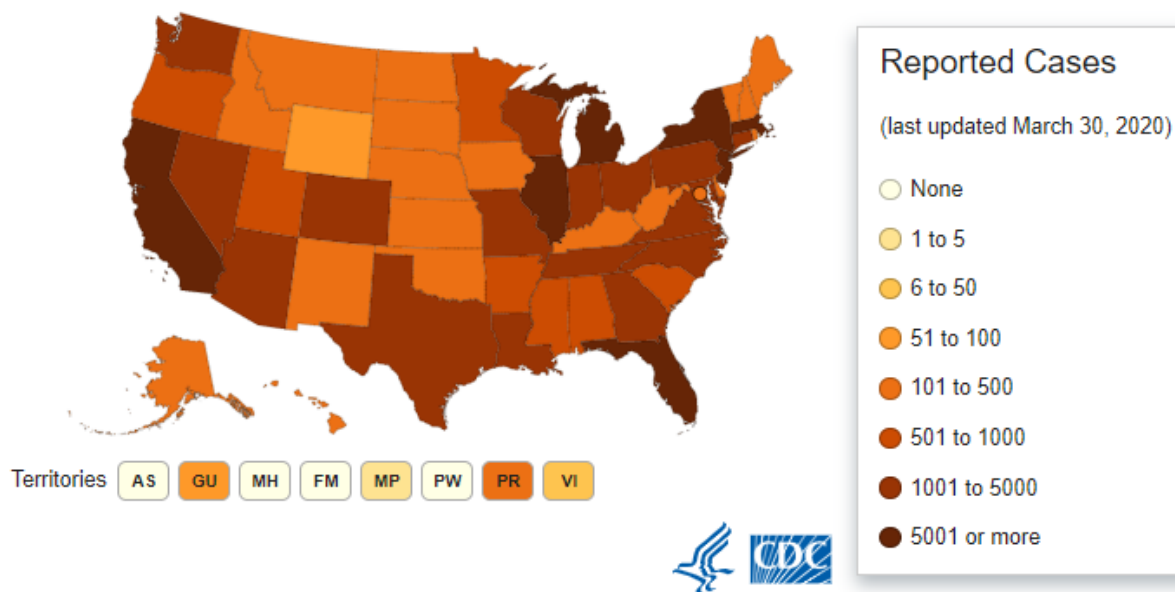 Reported Cases
(last updated March 30, 2020)
None
1 to 5
6 to 50
51 to 100
101 to 500
501 to 1000
1001 to 5000
5001 or more
Territories AS GU MH FM MP PW PR VI
CDC